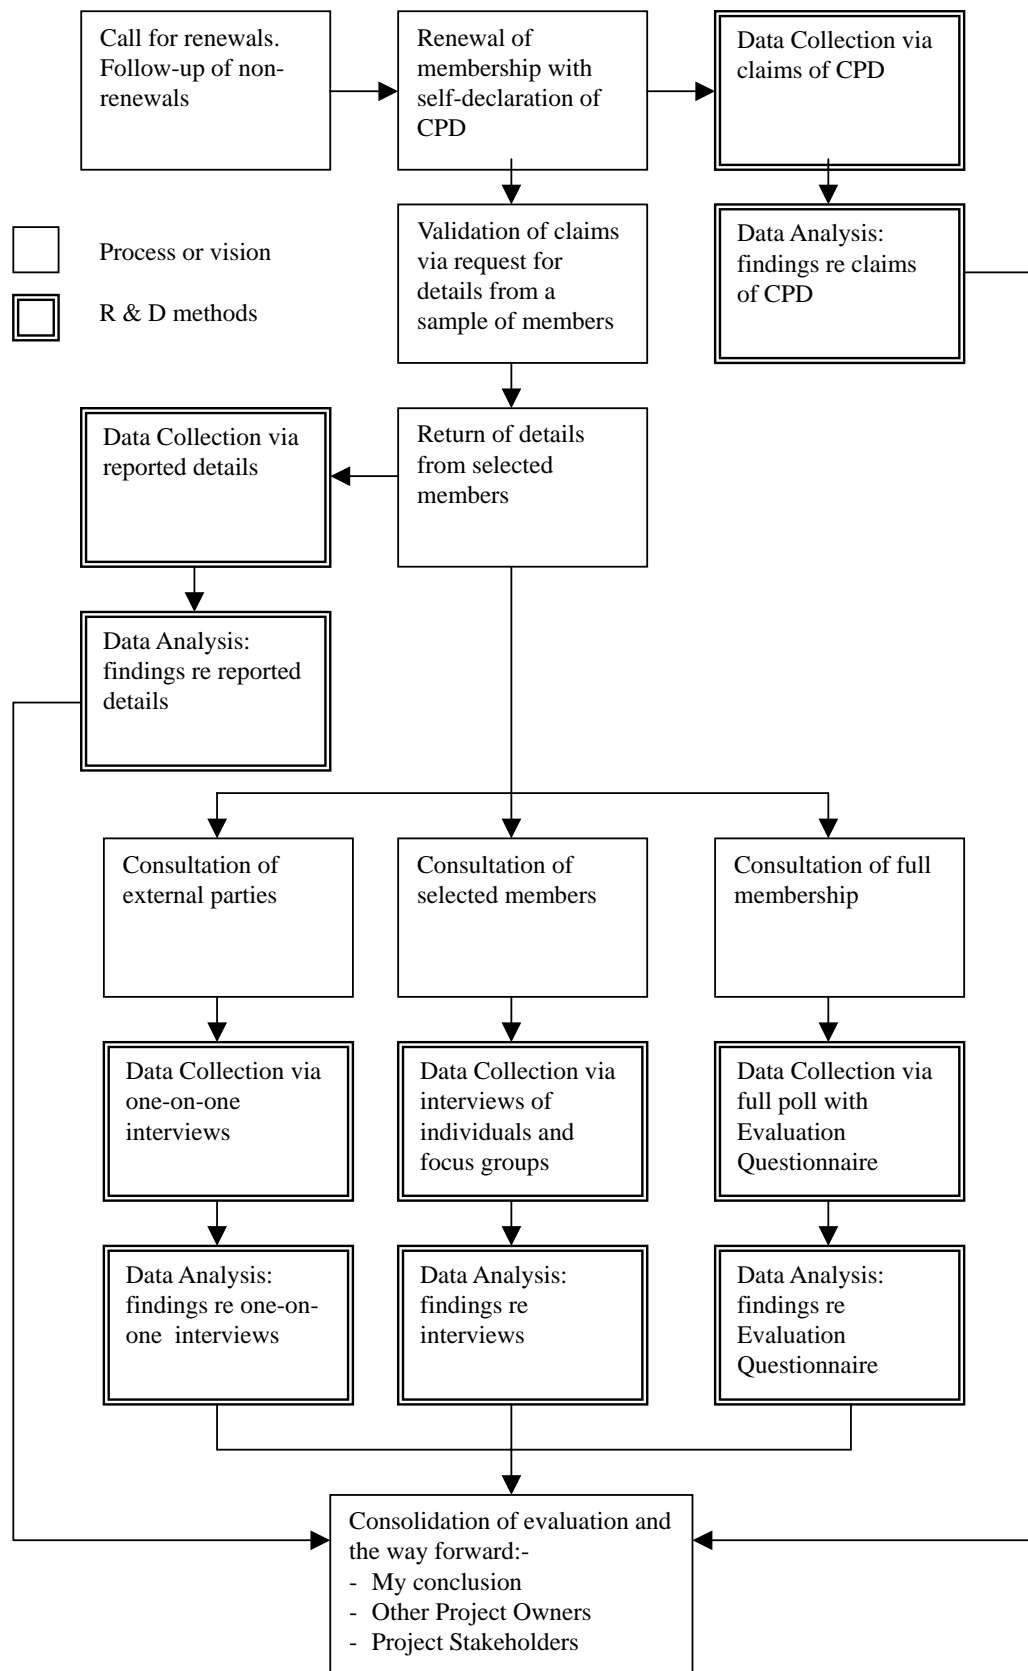 Call for renewals.
Follow-up of non-
renewals
Renewal of
membership with
self-declaration of
CPD
Data Collection via
claims of CPD
Process or vision
R & D methods
Validation of claims
via request for
details from a
sample of members
Data Analysis:
findings re claims
of CPD
Data Collection via
reported details
Return of details
from selected
members
Data Analysis:
findings re reported
details
Consultation of
external parties
Consultation of
selected members
Consultation of full
membership
Data Collection via
one-on-one
interviews
Data Collection via
interviews of
individuals and
focus groups
Data Collection via
full poll with
Evaluation
Questionnaire
Data Analysis:
findings re one-on-
one interviews
Data Analysis:
findings re
interviews
Data Analysis:
findings re
Evaluation
Questionnaire
Consolidation of evaluation and
the way forward:-
- My conclusion
- Other Project Owners
- Project Stakeholders